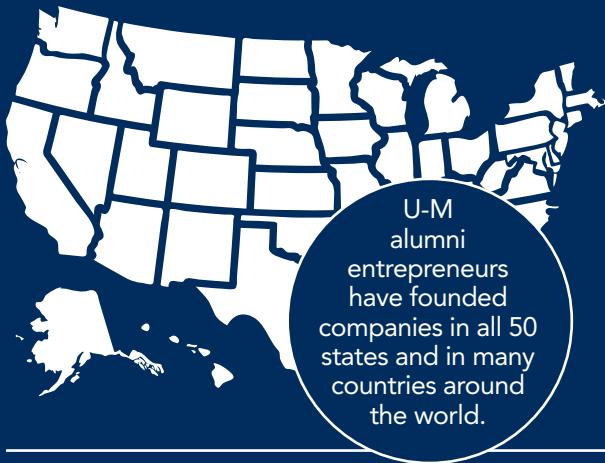 U-M
alumni
entrepreneurs
have founded
companies in all 50
states and in many
countries around
the world.